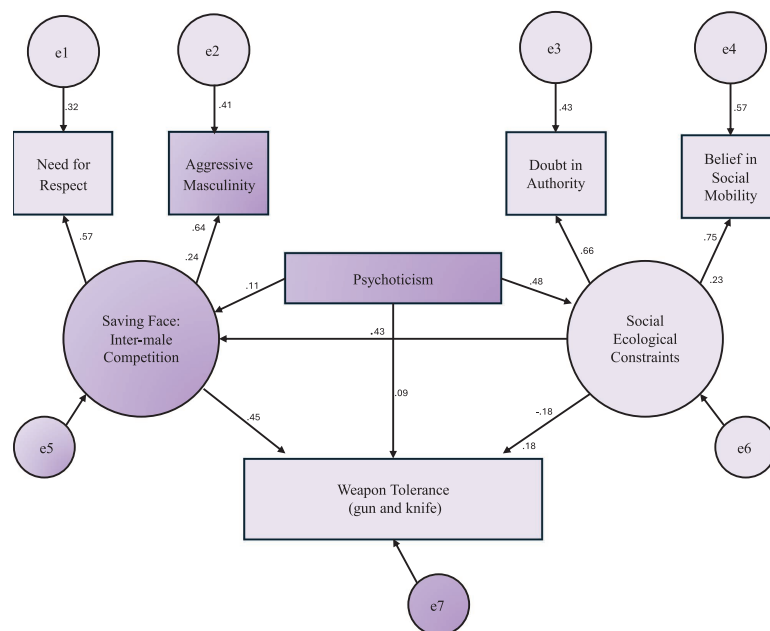 e1
e2
e3
e4
.32
.41
.43
.57
Need for
Respect
Aggressive
Masculinity
Doubt in
Authority
Belief in
Social
Mobility
.57
.64
.24
.66
.75
.23
Psychoticism
.11
.48
Saving Face:
Inter-male
Competition
.43
Social
Ecological
Constraints
.09
.45
-.18
.18
e5
e6
Weapon Tolerance
(gun and knife)
e7